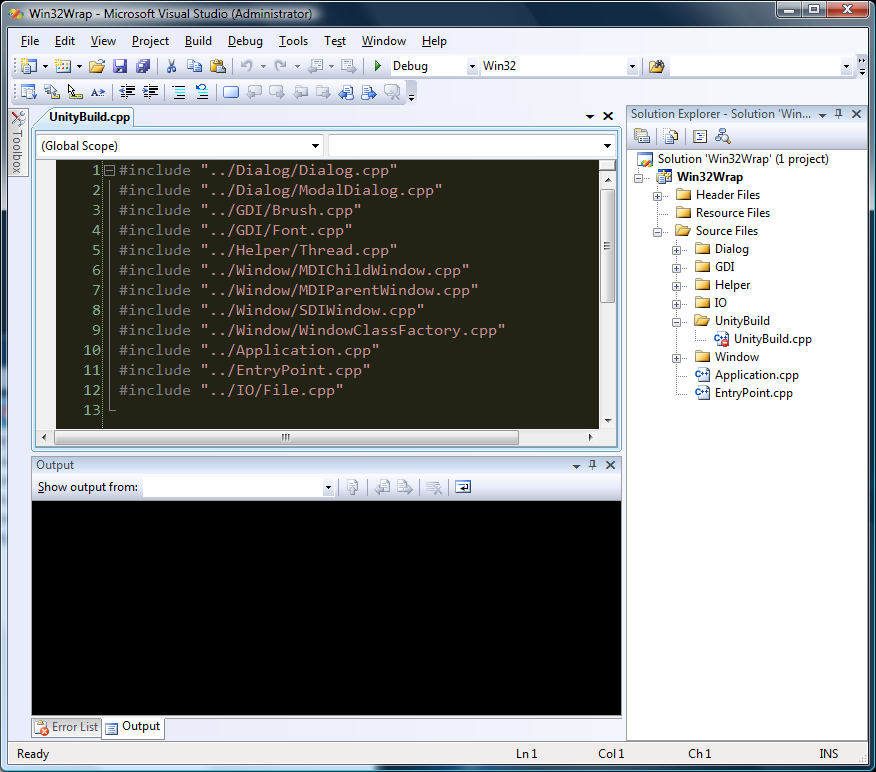 Win32Wrap - Microsoft Visual Studio (Administrator)
File Edit View Project Build Debug Tools Test Window Help
Debug Win32
Toolbox
UnityBuild.cpp
(Global Scope)
1 #include "../Dialog/Dialog.cpp"
2 #include "../Dialog/ModalDialog.cpp"
3 #include "../GDI/Brush.cpp"
4 #include "../GDI/Font.cpp"
5 #include "../Helper/Thread.cpp"
6 #include "../Window/MDIChildWindow.cpp"
7 #include "../Window/MDIParentWindow.cpp"
8 #include "../Window/SDIWindow.cpp"
9 #include "../Window/WindowClassFactory.cpp"
10 #include "../Application.cpp"
11 #include "../EntryPoint.cpp"
12 #include "../IO/File.cpp"
13
Output
Show output from:
Error List Output
Solution Explorer - Solution 'Win...
Solution 'Win32Wrap' (1 project)
Win32Wrap
Header Files
Resource Files
Source Files
Dialog
GDI
Helper
IO
UnityBuild
UnityBuild.cpp
Window
Application.cpp
EntryPoint.cpp
Ready Ln 1 Col 1 Ch 1 INS